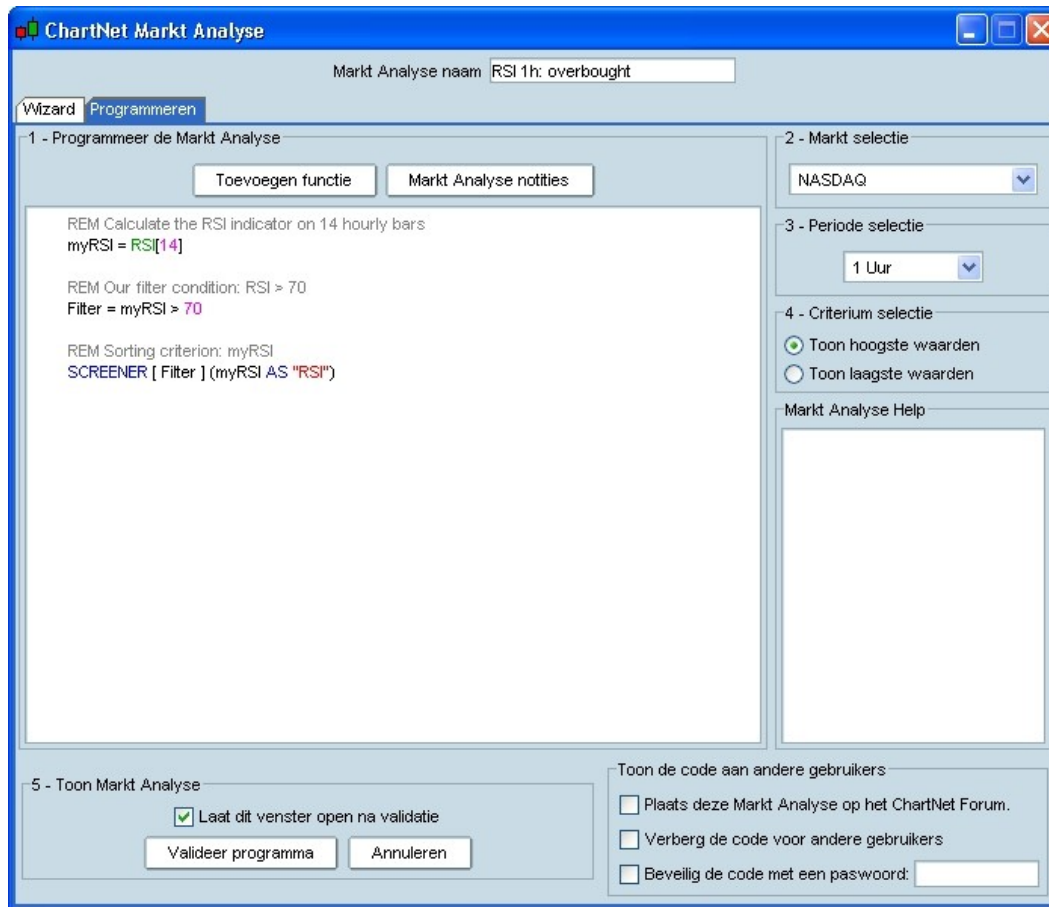 ChartNet Markt Analyse
Markt Analyse naam RSI 1h: overbought
Wizard Programmeren
1 - Programmeer de Markt Analyse
Toevoegen functie Markt Analyse notities
REM Calculate the RSI indicator on 14 hourly bars
myRSI = RSI[14]
REM Our filter condition: RSI > 70
Filter = myRSI > 70
REM Sorting criterion: myRSI
SCREENER [ Filter ] (myRSI AS "RSI")
2 - Markt selectie
NASDAQ
3 - Periode selectie
1 Uur
4 - Criterium selectie
Toon hoogste waarden
Toon laagste waarden
Markt Analyse Help
5 - Toon Markt Analyse
Laat dit venster open na validatie
Valideer programma Annuleren
Toon de code aan andere gebruikers
Plaats deze Markt Analyse op het ChartNet Forum.
Verberg de code voor andere gebruikers
Beveilig de code met een paswoord: